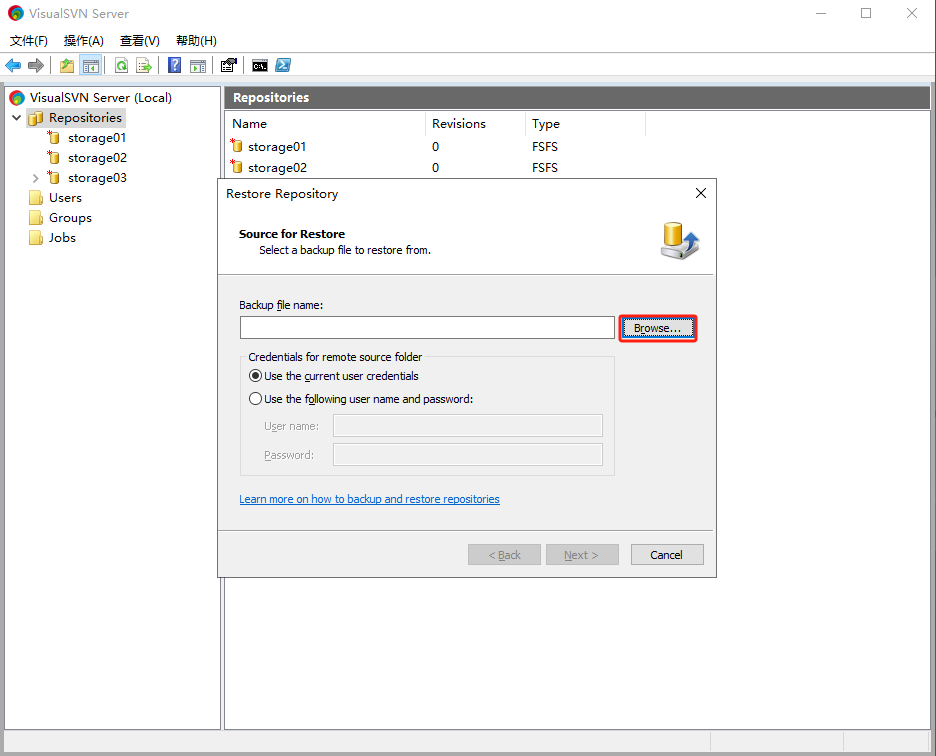 VisualSVN Server
文件(F) 操作(A) 查看(V) 帮助(H)
VisualSVN Server (Local)
Repositories
storage01
storage02
storage03
Users
Groups
Jobs
Repositories
Name Revisions Type
storage01 0 FSFS
storage02 0 FSFS
Restore Repository
Source for Restore
Select a backup file to restore from.
Backup file name:
Browse...
Credentials for remote source folder
Use the current user credentials
Use the following user name and password:
User name:
Password:
Learn more on how to backup and restore repositories
< Back Next > Cancel